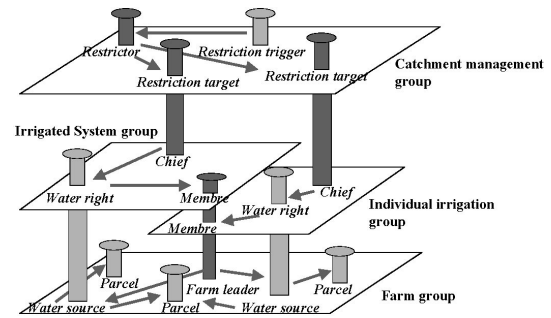 Restrictor
Restriction trigger
Restriction target
Restriction target
Catchment management
group
Irrigated System group
Chief
Chief
Water right
Membre
Water right
Membre
Individual irrigation
group
Parcel
Farm leader
Parcel
Water source
Parcel
Water source
Farm group